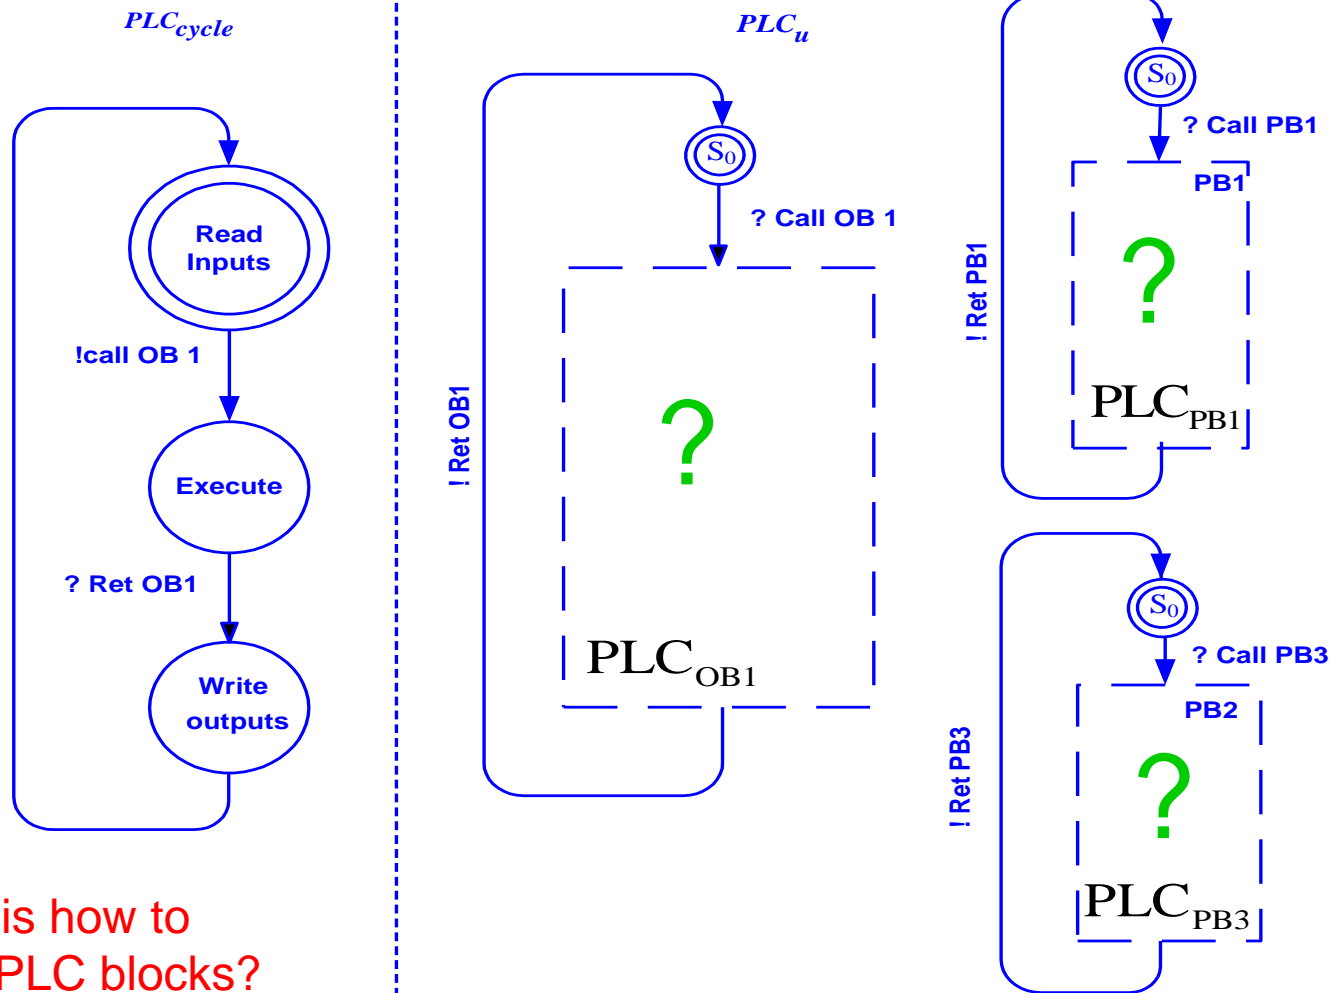 PLCcycle
Read
Inputs
!call OB 1
Execute
? Ret OB1
Write
outputs
is how to
PLC blocks?
PLCu
S0
? Call OB 1
! Ret OB1
?
PLCOB1
S0
? Call PB1
PB1
! Ret PB1
?
PLCPB1
S0
? Call PB3
PB2
! Ret PB3
?
PLCPB3